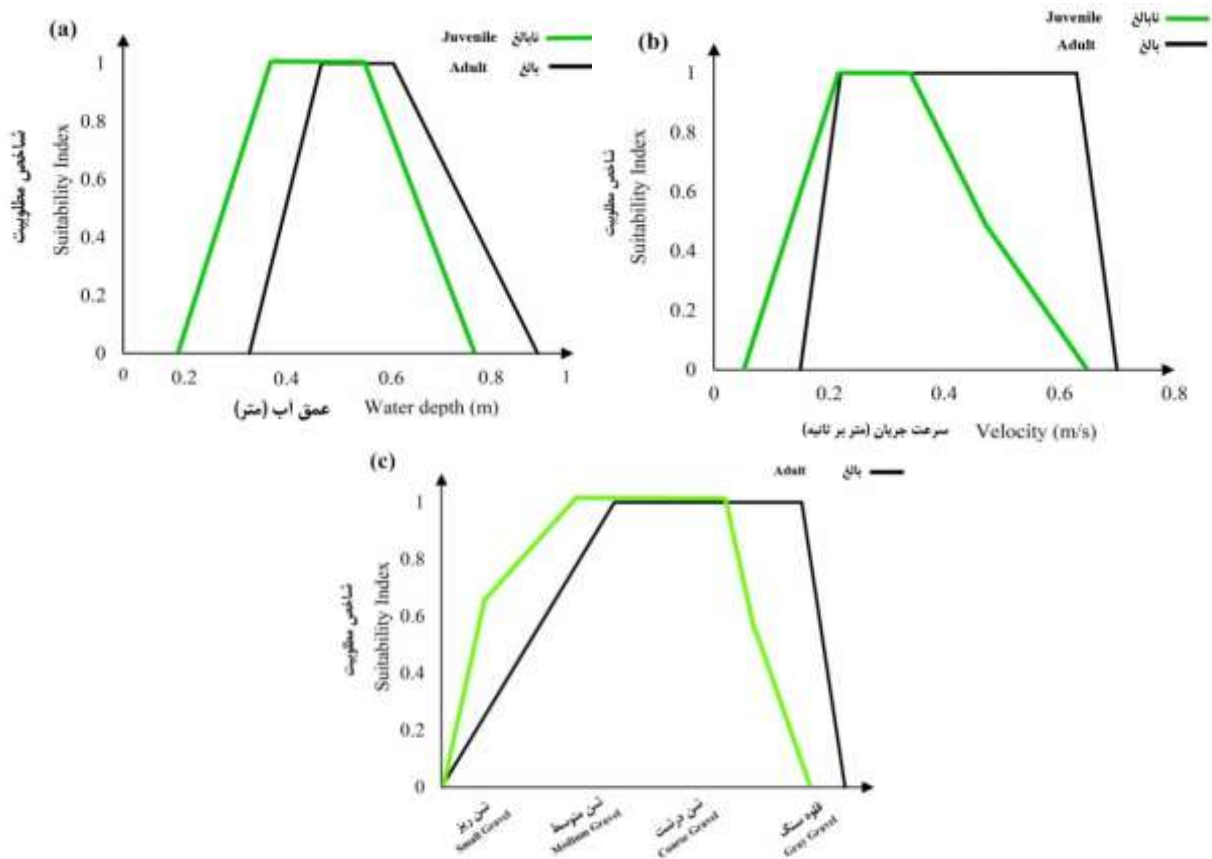 (a)
Juvenile نابالغ
Adult بالغ
شاخص مطلوبیت
Suitability Index
1
0.8
0.6
0.4
0.2
0
0 0.2 0.4 0.6 0.8 1
عمق آب (متر) Water depth (m)
(b)
Juvenile نابالغ
Adult بالغ
شاخص مطلوبیت
Suitability Index
1
0.8
0.6
0.4
0.2
0
0 0.2 0.4 0.6 0.8
سرعت جریان (متر بر ثانیه) Velocity (m/s)
(c)
Adult بالغ
شاخص مطلوبیت
Suitability Index
1
0.8
0.6
0.4
0.2
0
شن ریز
Small Gravel
شن متوسط
Medium Gravel
شن درشت
Coarse Gravel
قلوه سنگ
Gray Gravel